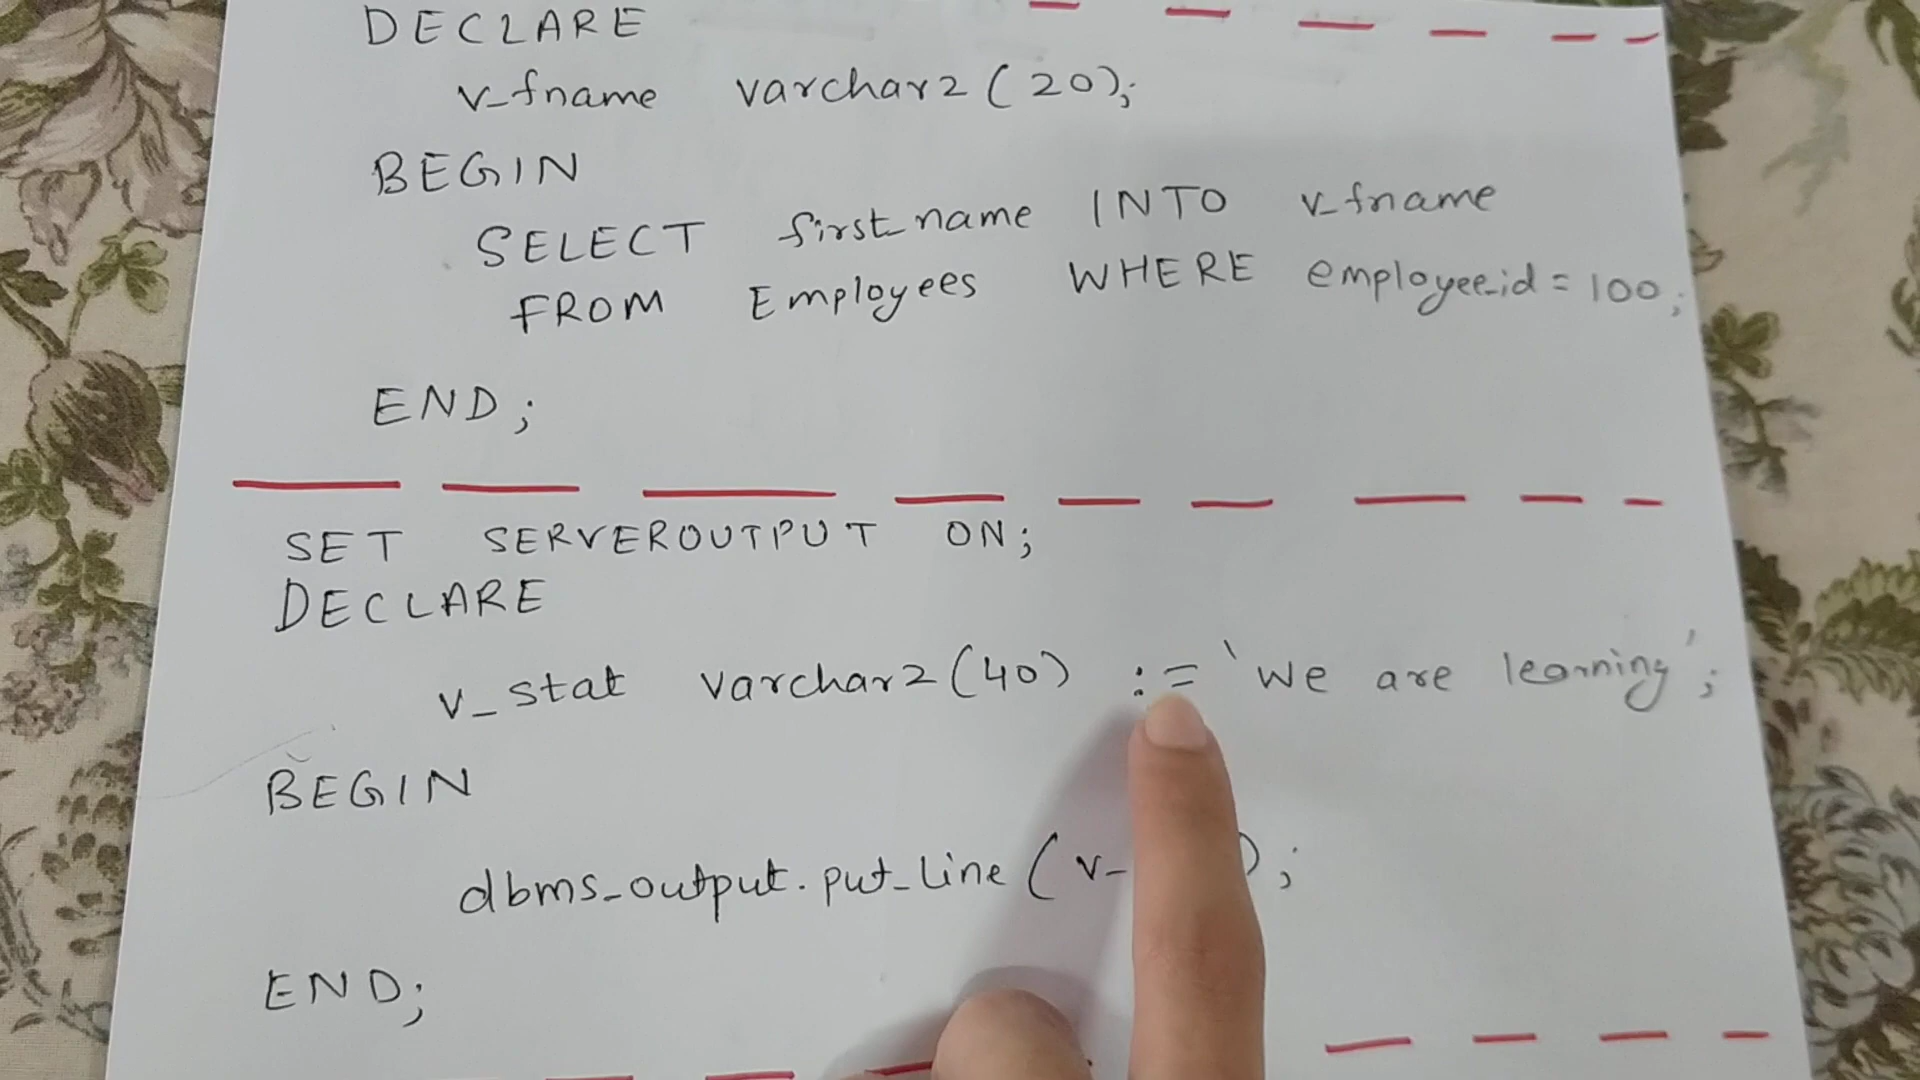 DECLARE
v_fname varchar2(20);
BEGIN
SELECT first_name INTO v_fname
FROM Employees WHERE employee_id = 100;
END;
SET SERVEROUTPUT ON;
DECLARE
v_stat varchar2(40) := 'We are learning';
BEGIN
dbms_output.put_line(v_ );
END;